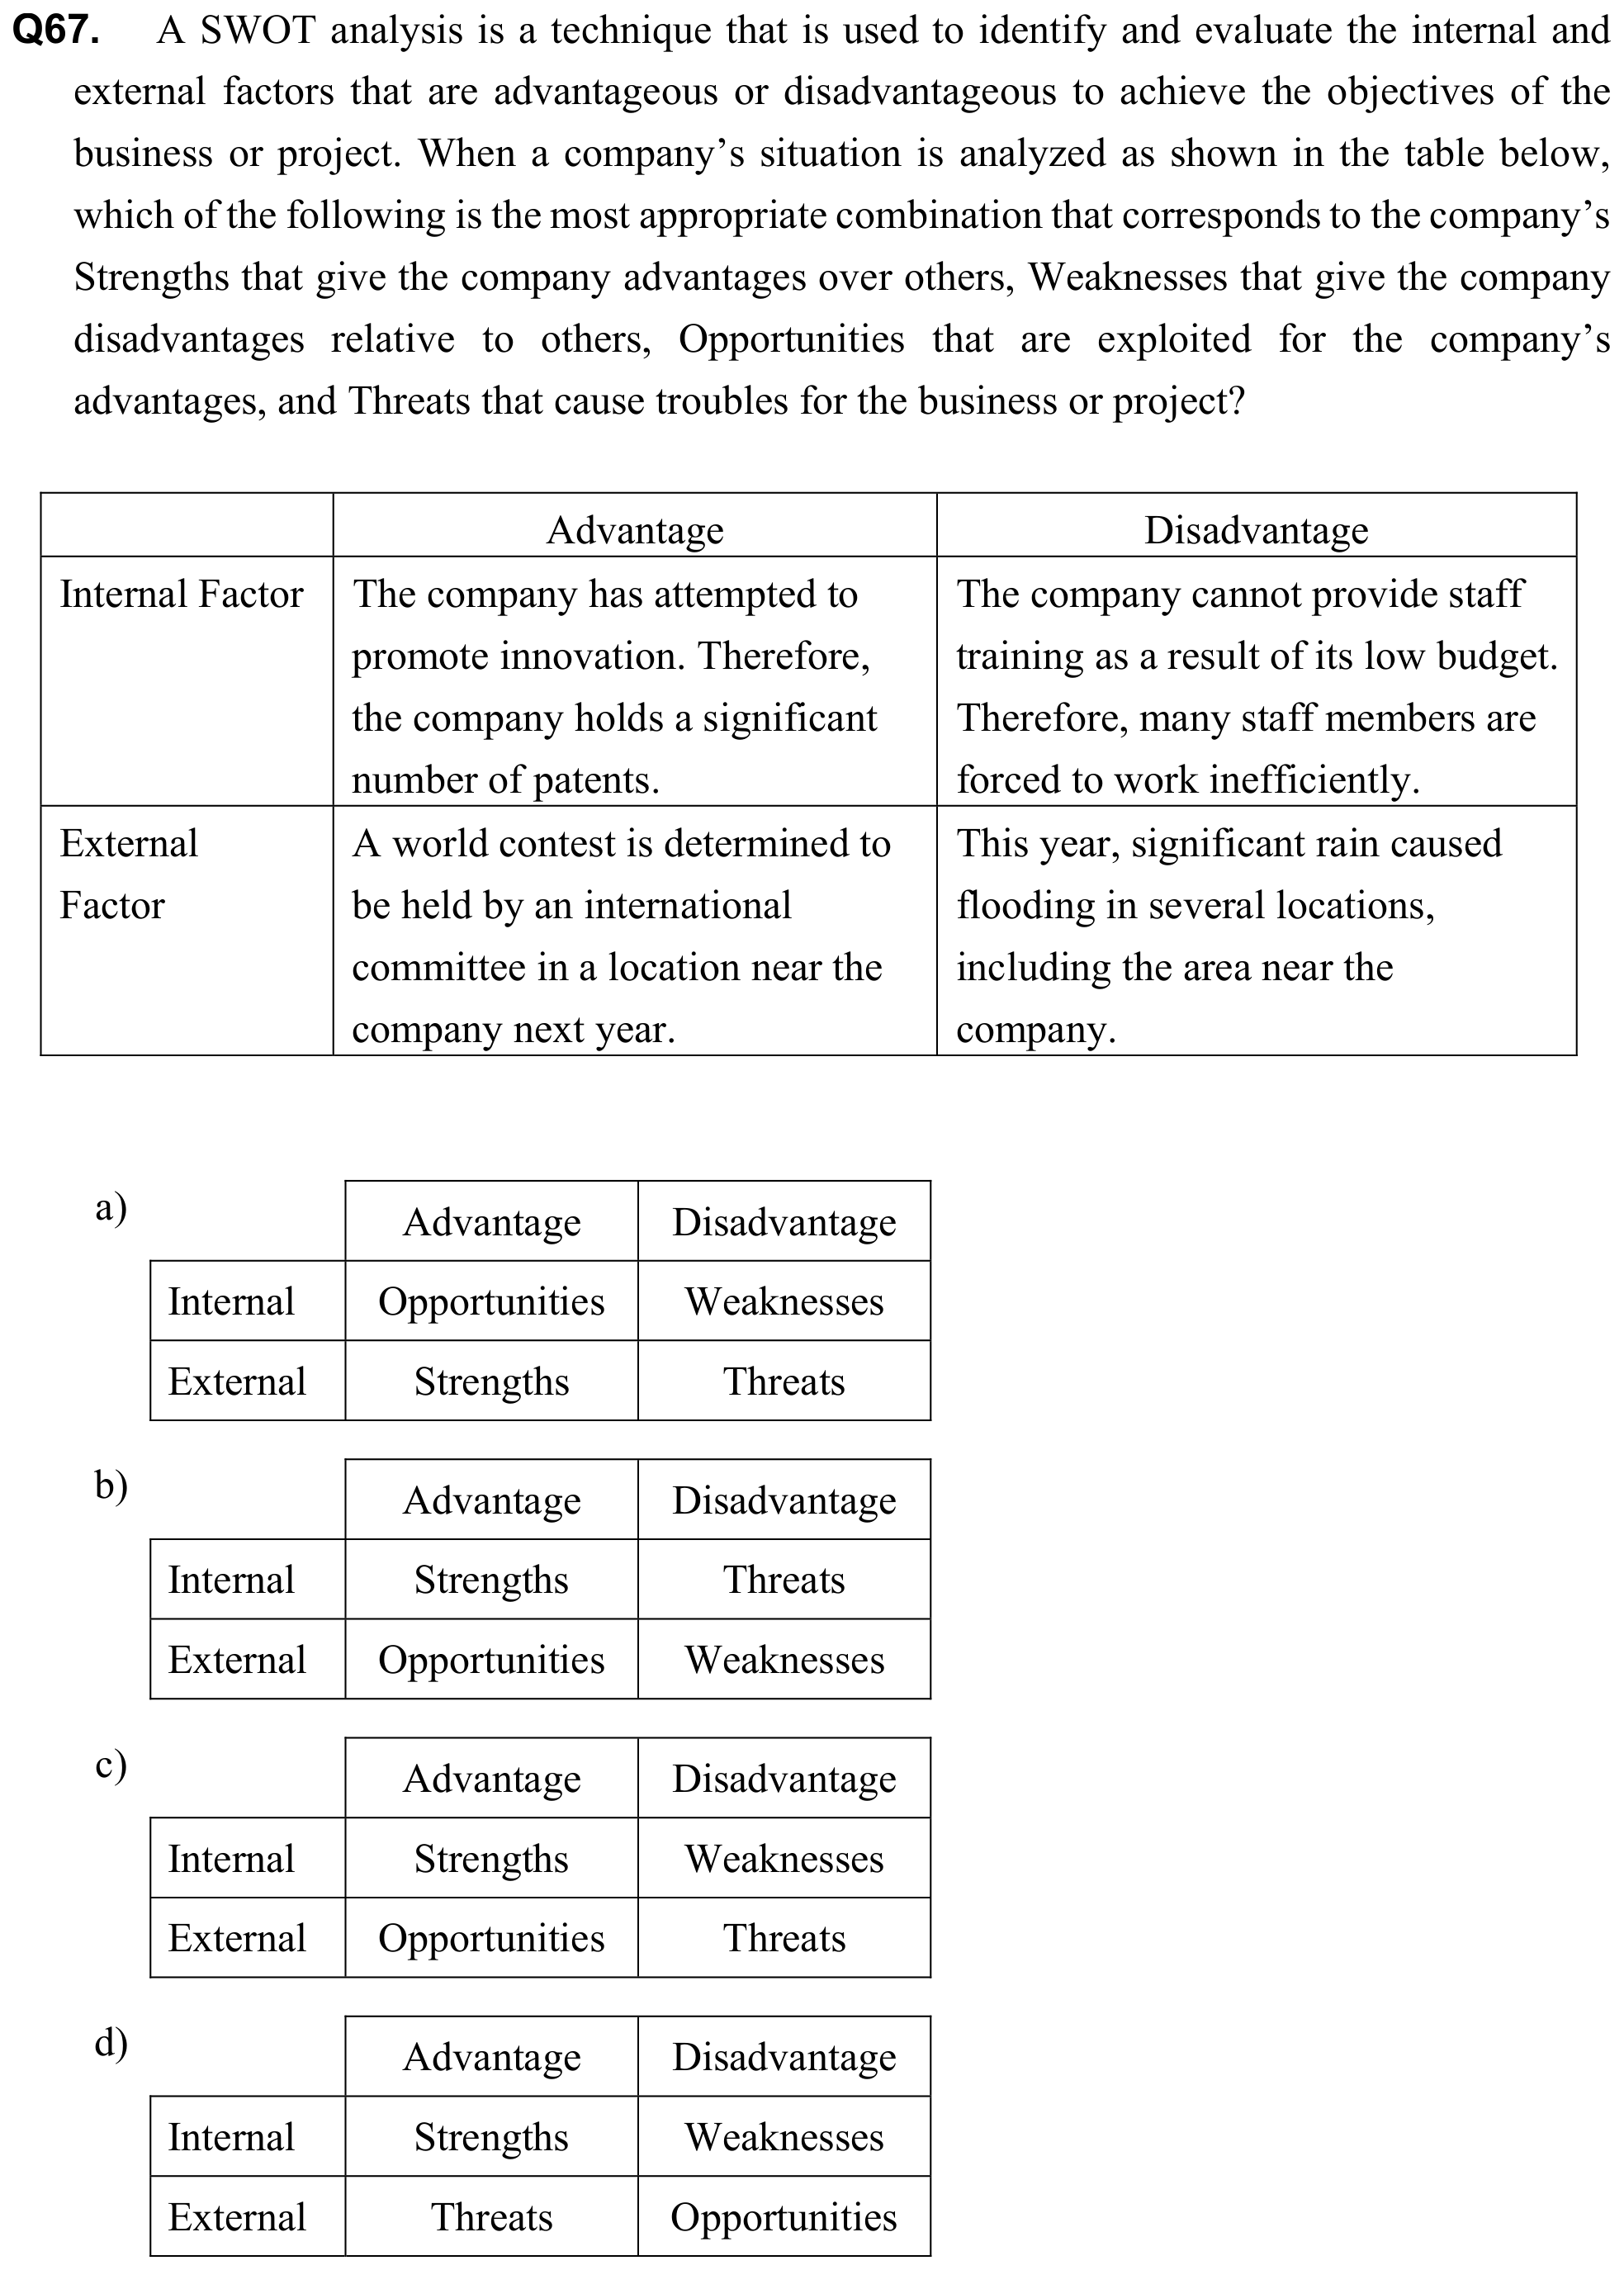 Q67. A SWOT analysis is a technique that is used to identify and evaluate the internal and
external factors that are advantageous or disadvantageous to achieve the objectives of the
business or project. When a company’s situation is analyzed as shown in the table below,
which of the following is the most appropriate combination that corresponds to the company’s
Strengths that give the company advantages over others, Weaknesses that give the company
disadvantages relative to others, Opportunities that are exploited for the company’s
advantages, and Threats that cause troubles for the business or project?
Advantage Disadvantage
Internal Factor The company has attempted to The company cannot provide staff
promote innovation. Therefore, training as a result of its low budget.
the company holds a significant Therefore, many staff members are
number of patents. forced to work inefficiently.
External A world contest is determined to This year, significant rain caused
Factor be held by an international flooding in several locations,
committee in a location near the including the area near the
company next year. company.
a) Advantage Disadvantage
Internal Opportunities Weaknesses
External Strengths Threats
b) Advantage Disadvantage
Internal Strengths Threats
External Opportunities Weaknesses
c) Advantage Disadvantage
Internal Strengths Weaknesses
External Opportunities Threats
d) Advantage Disadvantage
Internal Strengths Weaknesses
External Threats Opportunities